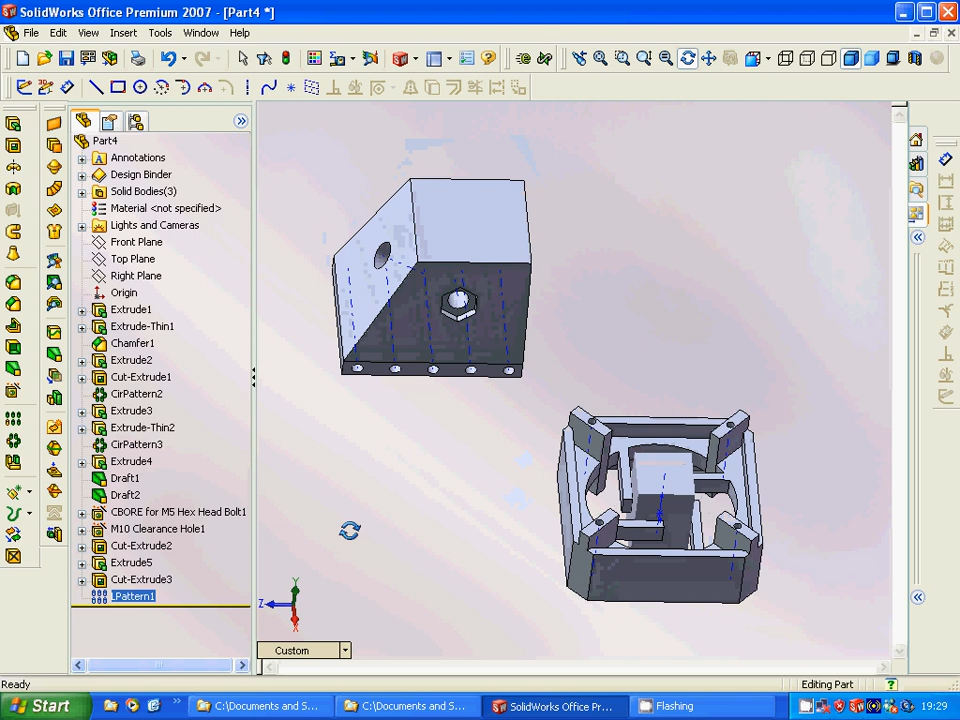 SolidWorks Office Premium 2007 - [Part4 *]
File Edit View Insert Tools Window Help
Part4
Annotations
Design Binder
Solid Bodies(3)
Material <not specified>
Lights and Cameras
Front Plane
Top Plane
Right Plane
Origin
Extrude1
Extrude-Thin1
Chamfer1
Extrude2
Cut-Extrude1
CirPattern2
Extrude3
Extrude-Thin2
CirPattern3
Extrude4
Draft1
Draft2
CBORE for M5 Hex Head Bolt1
M10 Clearance Hole1
Cut-Extrude2
Extrude5
Cut-Extrude3
LPattern1
Y
Z
X
Custom
Ready
Editing Part
Start
C:\Documents and S...
C:\Documents and S...
SolidWorks Office Pr...
Flashing
19:29